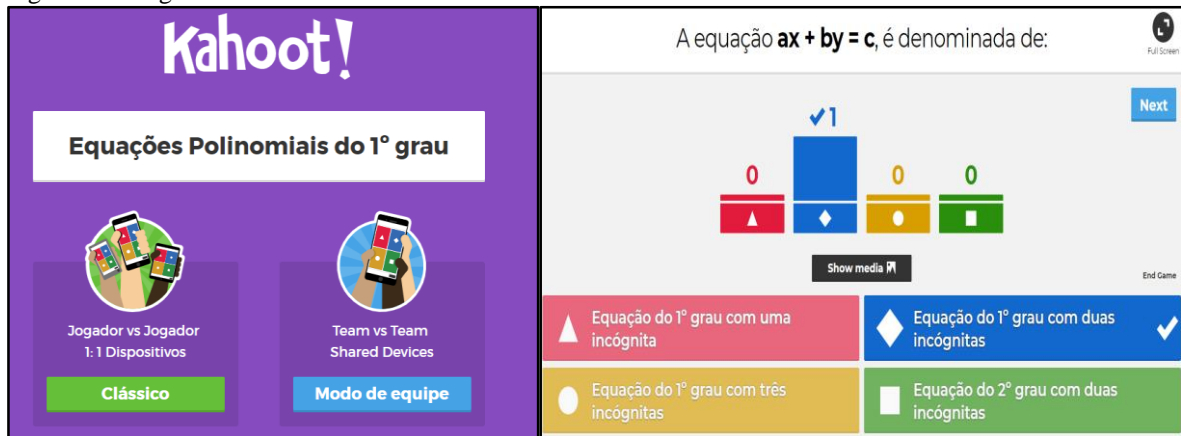 Kahoot!
Equações Polinomiais do 1º grau
Jogador vs Jogador
1:1 Dispositivos
Clássico
Team vs Team
Shared Devices
Modo de equipe
A equação ax + by = c, é denominada de:
Full Screen
Next
1
0
0
0
Show media
End Game
Equação do 1º grau com uma
incógnita
Equação do 1º grau com duas
incógnitas
Equação do 1º grau com três
incógnitas
Equação do 2º grau com duas
incógnitas